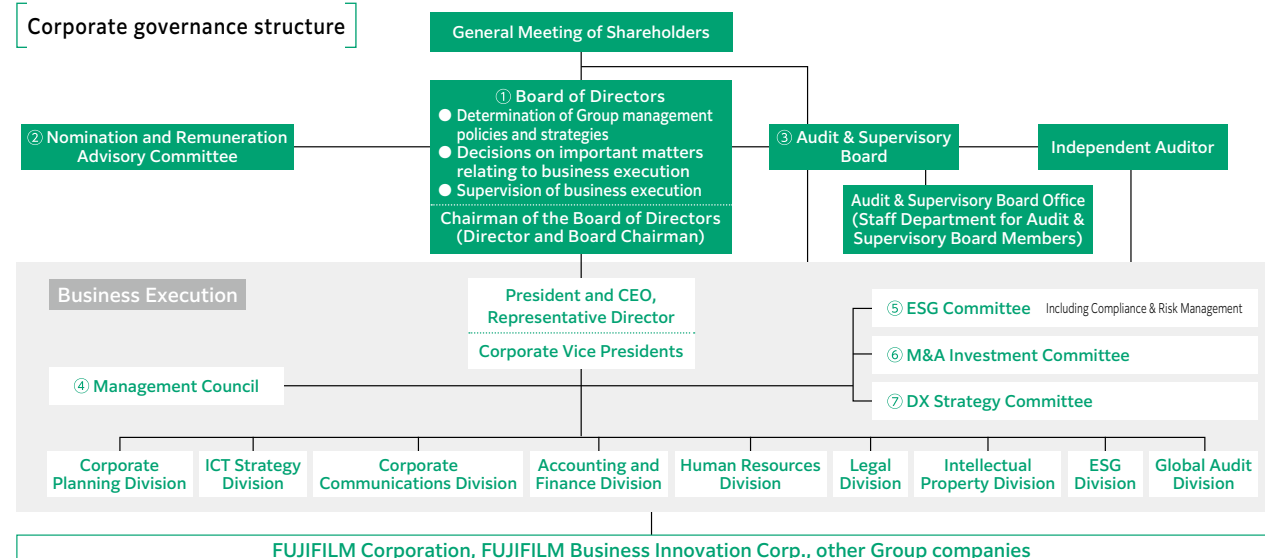 Corporate governance structure
General Meeting of Shareholders
① Board of Directors
● Determination of Group management
policies and strategies
● Decisions on important matters
relating to business execution
● Supervision of business execution
Chairman of the Board of Directors
(Director and Board Chairman)
② Nomination and Remuneration
Advisory Committee
③ Audit & Supervisory
Board
Independent Auditor
Audit & Supervisory Board Office
(Staff Department for Audit &
Supervisory Board Members)
Business Execution
President and CEO,
Representative Director
Corporate Vice Presidents
④ Management Council
⑤ ESG Committee Including Compliance & Risk Management
⑥ M&A Investment Committee
⑦ DX Strategy Committee
Corporate
Planning Division
ICT Strategy
Division
Corporate
Communications Division
Accounting and
Finance Division
Human Resources
Division
Legal
Division
Intellectual
Property Division
ESG
Division
Global Audit
Division
FUJIFILM Corporation, FUJIFILM Business Innovation Corp., other Group companies